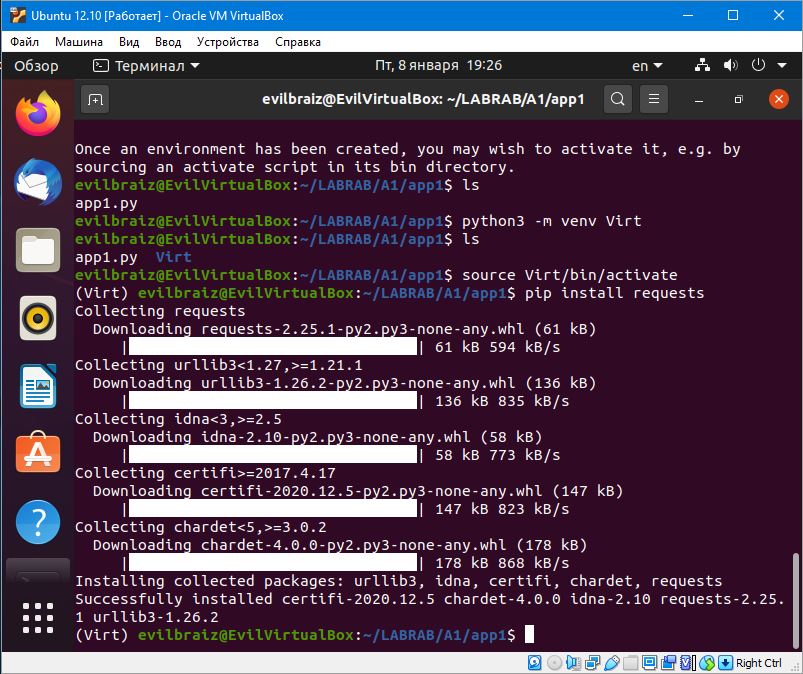 Ubuntu 12.10 [Работает] - Oracle VM VirtualBox
Файл Машина Вид Ввод Устройства Справка
Обзор Терминал Пт, 8 января 19:26 en
evilbraiz@EvilVirtualBox: ~/LABRAB/A1/app1
Once an environment has been created, you may wish to activate it, e.g. by
sourcing an activate script in its bin directory.
evilbraiz@EvilVirtualBox:~/LABRAB/A1/app1$ ls
app1.py
evilbraiz@EvilVirtualBox:~/LABRAB/A1/app1$ python3 -m venv Virt
evilbraiz@EvilVirtualBox:~/LABRAB/A1/app1$ ls
app1.py  Virt
evilbraiz@EvilVirtualBox:~/LABRAB/A1/app1$ source Virt/bin/activate
(Virt) evilbraiz@EvilVirtualBox:~/LABRAB/A1/app1$ pip install requests
Collecting requests
  Downloading requests-2.25.1-py2.py3-none-any.whl (61 kB)
     | | 61 kB 594 kB/s
Collecting urllib3<1.27,>=1.21.1
  Downloading urllib3-1.26.2-py2.py3-none-any.whl (136 kB)
     | | 136 kB 835 kB/s
Collecting idna<3,>=2.5
  Downloading idna-2.10-py2.py3-none-any.whl (58 kB)
     | | 58 kB 773 kB/s
Collecting certifi>=2017.4.17
  Downloading certifi-2020.12.5-py2.py3-none-any.whl (147 kB)
     | | 147 kB 823 kB/s
Collecting chardet<5,>=3.0.2
  Downloading chardet-4.0.0-py2.py3-none-any.whl (178 kB)
     | | 178 kB 868 kB/s
Installing collected packages: urllib3, idna, certifi, chardet, requests
Successfully installed certifi-2020.12.5 chardet-4.0.0 idna-2.10 requests-2.25.
1 urllib3-1.26.2
(Virt) evilbraiz@EvilVirtualBox:~/LABRAB/A1/app1$
Right Ctrl